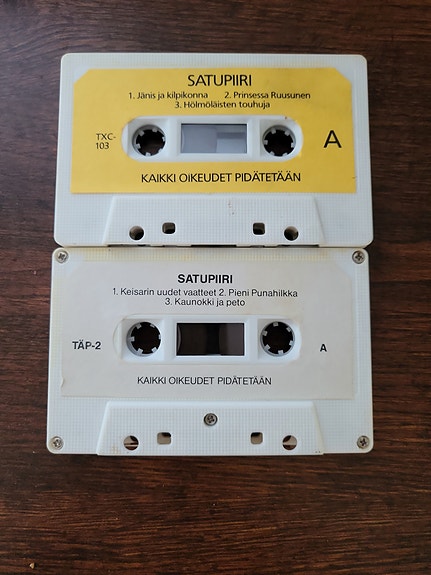 SATUPIIRI
1. Jänis ja kilpikonna 2. Prinsessa Ruusunen
3. Hölmöläisten touhuja
TXC-
103
A
KAIKKI OIKEUDET PIDÄTETÄÄN
SATUPIIRI
1. Keisarin uudet vaatteet 2. Pieni Punahilkka
3. Kaunokki ja peto
TÄP-2
A
KAIKKI OIKEUDET PIDÄTETÄÄN